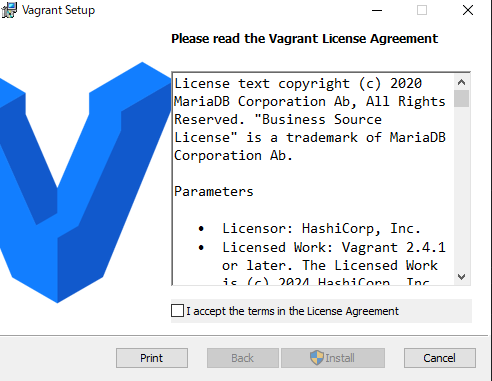 Vagrant Setup
Please read the Vagrant License Agreement
License text copyright (c) 2020
MariaDB Corporation Ab, All Rights
Reserved. "Business Source
License" is a trademark of MariaDB
Corporation Ab.
Parameters
• Licensor: HashiCorp, Inc.
• Licensed Work: Vagrant 2.4.1
or later. The Licensed Work
is (c) 2024 HashiCorp, Inc.
I accept the terms in the License Agreement
Print
Back
Install
Cancel